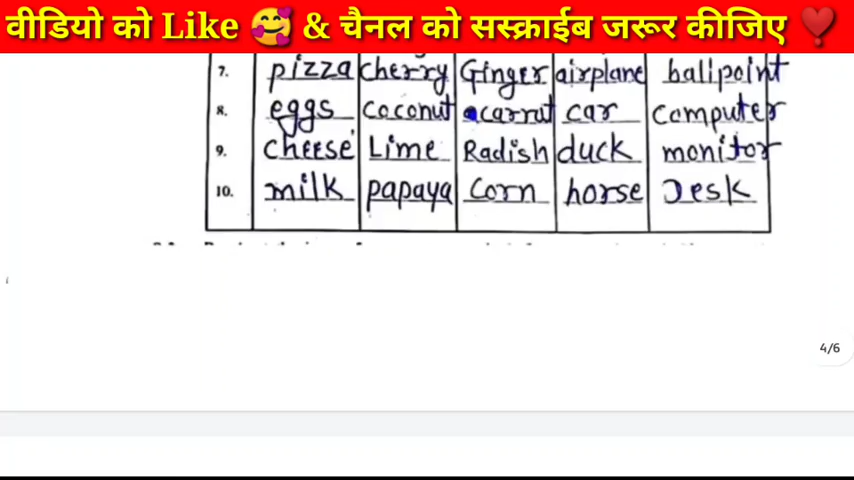 वीडियो को Like 🥰 & चैनल को सस्क्राईब जरूर कीजिए ❣️
7. pizza cherry Ginger airplane ballpoint
8. eggs coconut carrut car computer
9. cheese Lime Radish duck monitor
10. milk papaya corn horse Desk
4/6